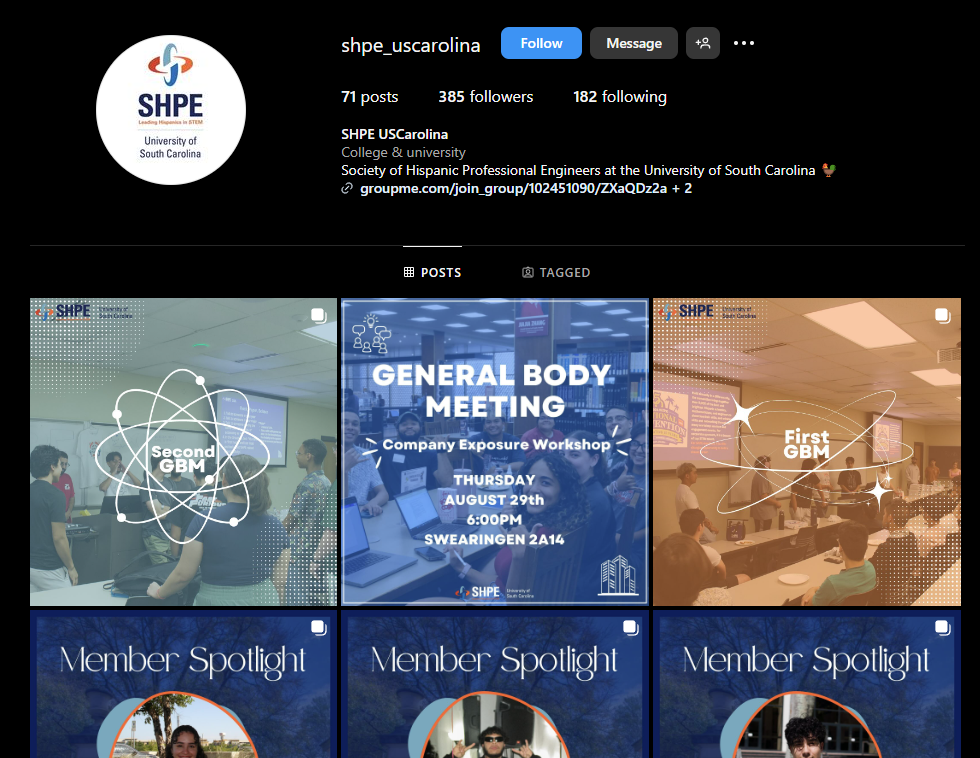 shpe_uscarolina
Follow
Message
71 posts
385 followers
182 following
SHPE
Leading Hispanics in STEM
University of
South Carolina
SHPE USCarolina
College & university
Society of Hispanic Professional Engineers at the University of South Carolina 🐓
groupme.com/join_group/102451090/ZXaQDz2a + 2
POSTS
TAGGED
SHPE
University of
South Carolina
Second
GBM
GENERAL BODY
MEETING
Company Exposure Workshop
THURSDAY
AUGUST 29th
6:00PM
SWEARINGEN 2A14
SHPE
University of
South Carolina
SHPE
University of
South Carolina
First
GBM
Member Spotlight
Member Spotlight
Member Spotlight